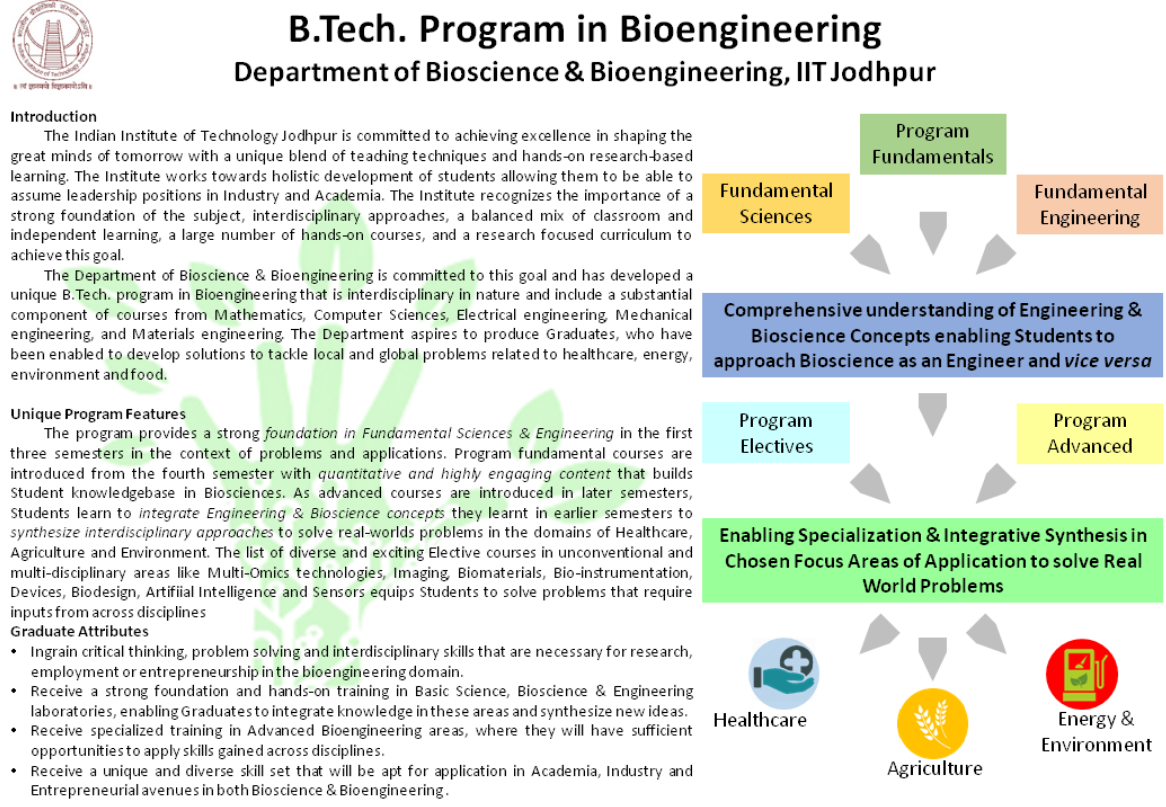 B.Tech. Program in Bioengineering
Department of Bioscience & Bioengineering, IIT Jodhpur
Introduction
The Indian Institute of Technology Jodhpur is committed to achieving excellence in shaping the
great minds of tomorrow with a unique blend of teaching techniques and hands-on research-based
learning. The Institute works towards holistic development of students allowing them to be able to
assume leadership positions in Industry and Academia. The Institute recognizes the importance of a
strong foundation of the subject, interdisciplinary approaches, a balanced mix of classroom and
independent learning, a large number of hands-on courses, and a research focused curriculum to
achieve this goal.
The Department of Bioscience & Bioengineering is committed to this goal and has developed a
unique B.Tech. program in Bioengineering that is interdisciplinary in nature and include a substantial
component of courses from Mathematics, Computer Sciences, Electrical engineering, Mechanical
engineering, and Materials engineering. The Department aspires to produce Graduates, who have
been enabled to develop solutions to tackle local and global problems related to healthcare, energy,
environment and food.
Unique Program Features
The program provides a strong foundation in Fundamental Sciences & Engineering in the first
three semesters in the context of problems and applications. Program fundamental courses are
introduced from the fourth semester with quantitative and highly engaging content that builds
Student knowledgebase in Biosciences. As advanced courses are introduced in later semesters,
Students learn to integrate Engineering & Bioscience concepts they learnt in earlier semesters to
synthesize interdisciplinary approaches to solve real-worlds problems in the domains of Healthcare,
Agriculture and Environment. The list of diverse and exciting Elective courses in unconventional and
multi-disciplinary areas like Multi-Omics technologies, Imaging, Biomaterials, Bio-instrumentation,
Devices, Biodesign, Artifiial Intelligence and Sensors equips Students to solve problems that require
inputs from across disciplines
Graduate Attributes
• Ingrain critical thinking, problem solving and interdisciplinary skills that are necessary for research,
employment or entrepreneurship in the bioengineering domain.
• Receive a strong foundation and hands-on training in Basic Science, Bioscience & Engineering
laboratories, enabling Graduates to integrate knowledge in these areas and synthesize new ideas.
• Receive specialized training in Advanced Bioengineering areas, where they will have sufficient
opportunities to apply skills gained across disciplines.
• Receive a unique and diverse skill set that will be apt for application in Academia, Industry and
Entrepreneurial avenues in both Bioscience & Bioengineering.
Program
Fundamentals
Fundamental
Sciences
Fundamental
Engineering
Comprehensive understanding of Engineering &
Bioscience Concepts enabling Students to
approach Bioscience as an Engineer and vice versa
Program
Electives
Program
Advanced
Enabling Specialization & Integrative Synthesis in
Chosen Focus Areas of Application to solve Real
World Problems
Healthcare
Agriculture
Energy &
Environment